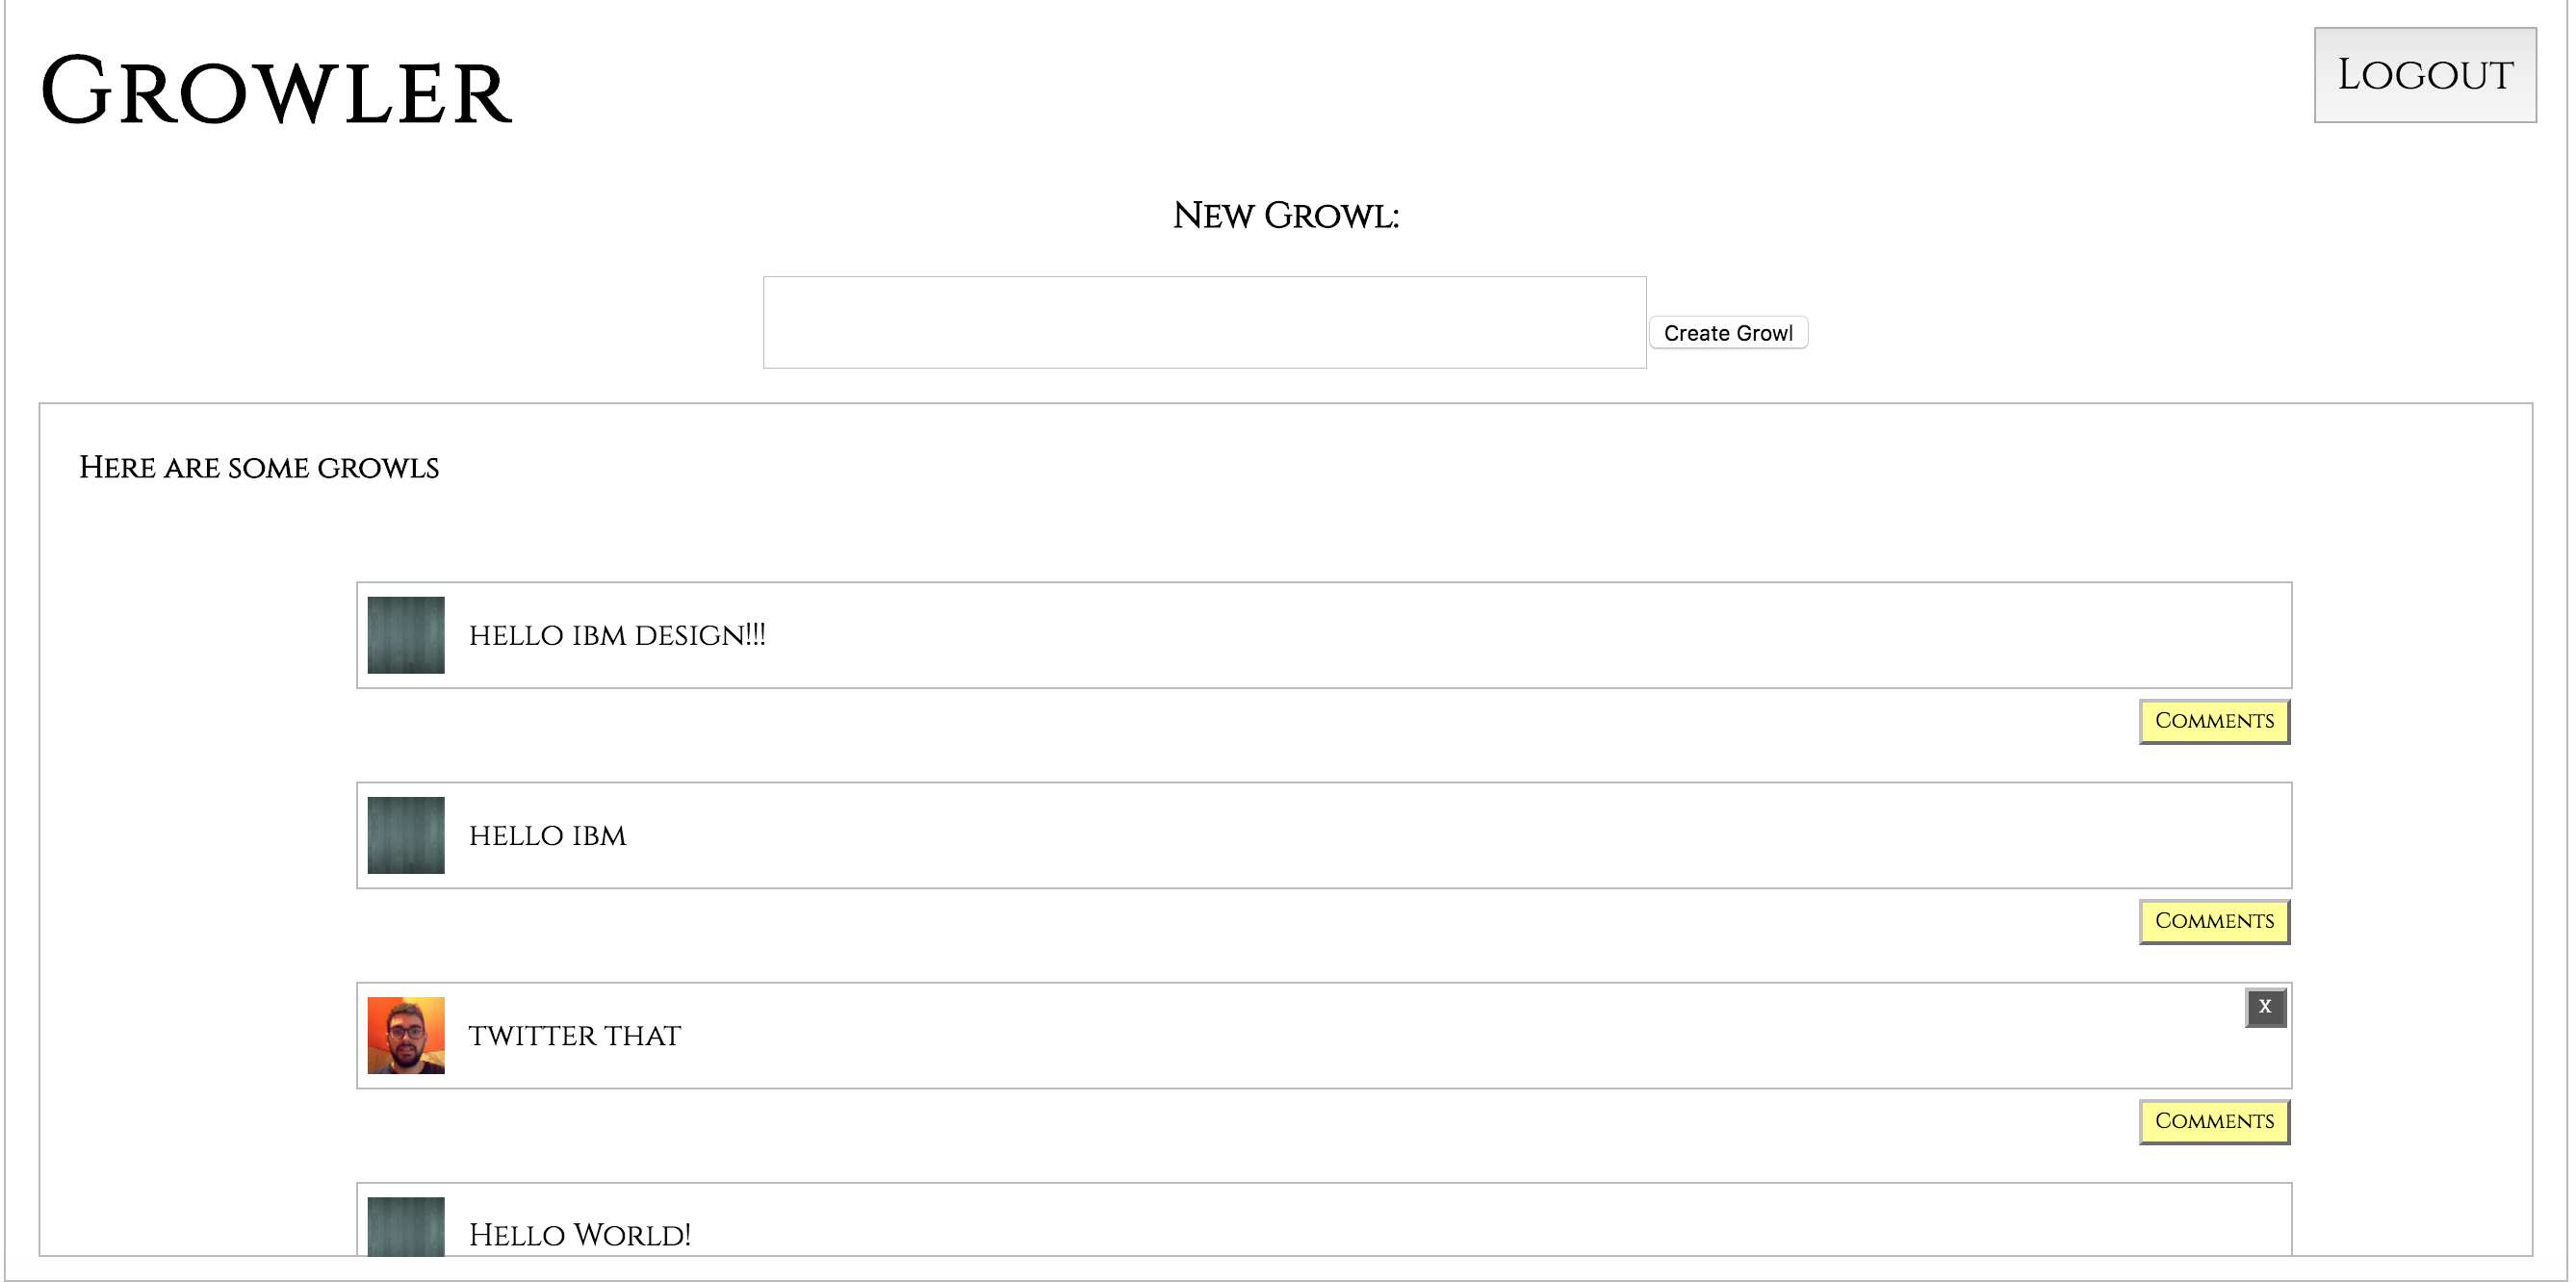 Growler
Logout
New Growl:
Create Growl
Here are some growls
hello ibm design!!!
Comments
hello ibm
Comments
twitter that
x
Comments
Hello World!